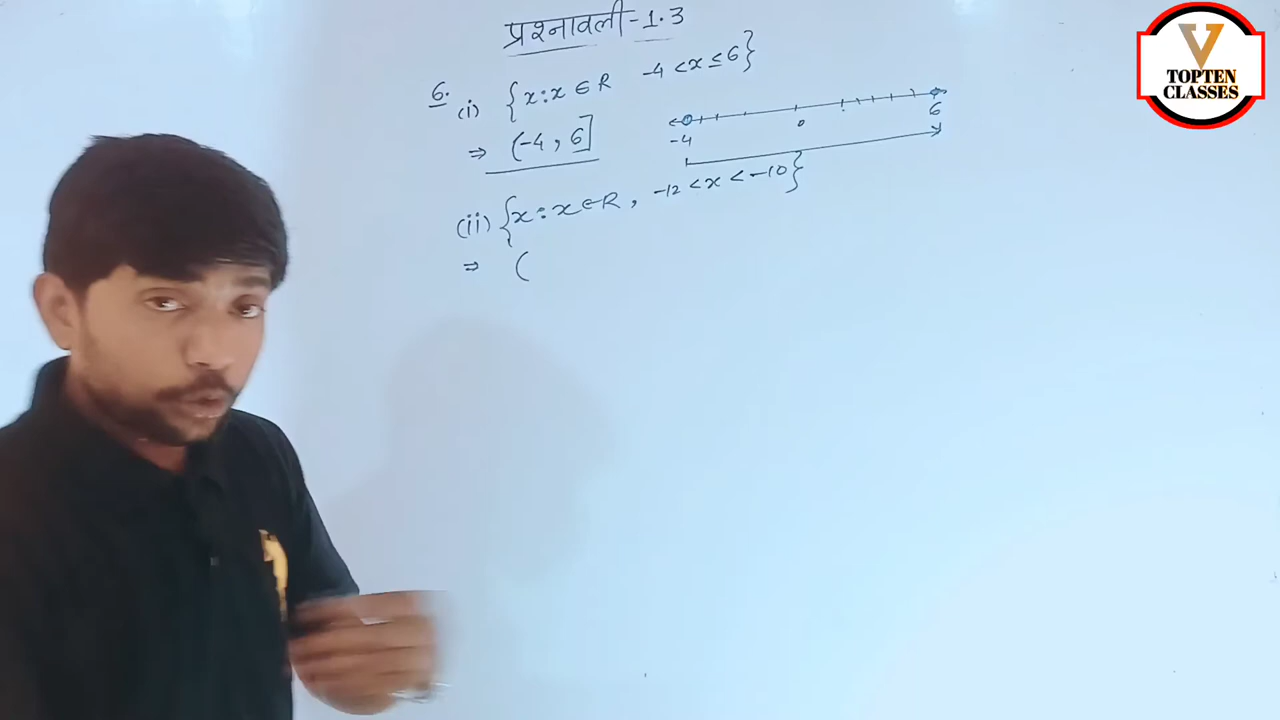 प्रश्नावली-1.3
6. (i) {x:x∈R -4<x≤6}
⇒ (-4, 6]
-4 0 6
(ii) {x:x∈R, -12<x<-10}
⇒ (
V
TOPTEN
CLASSES